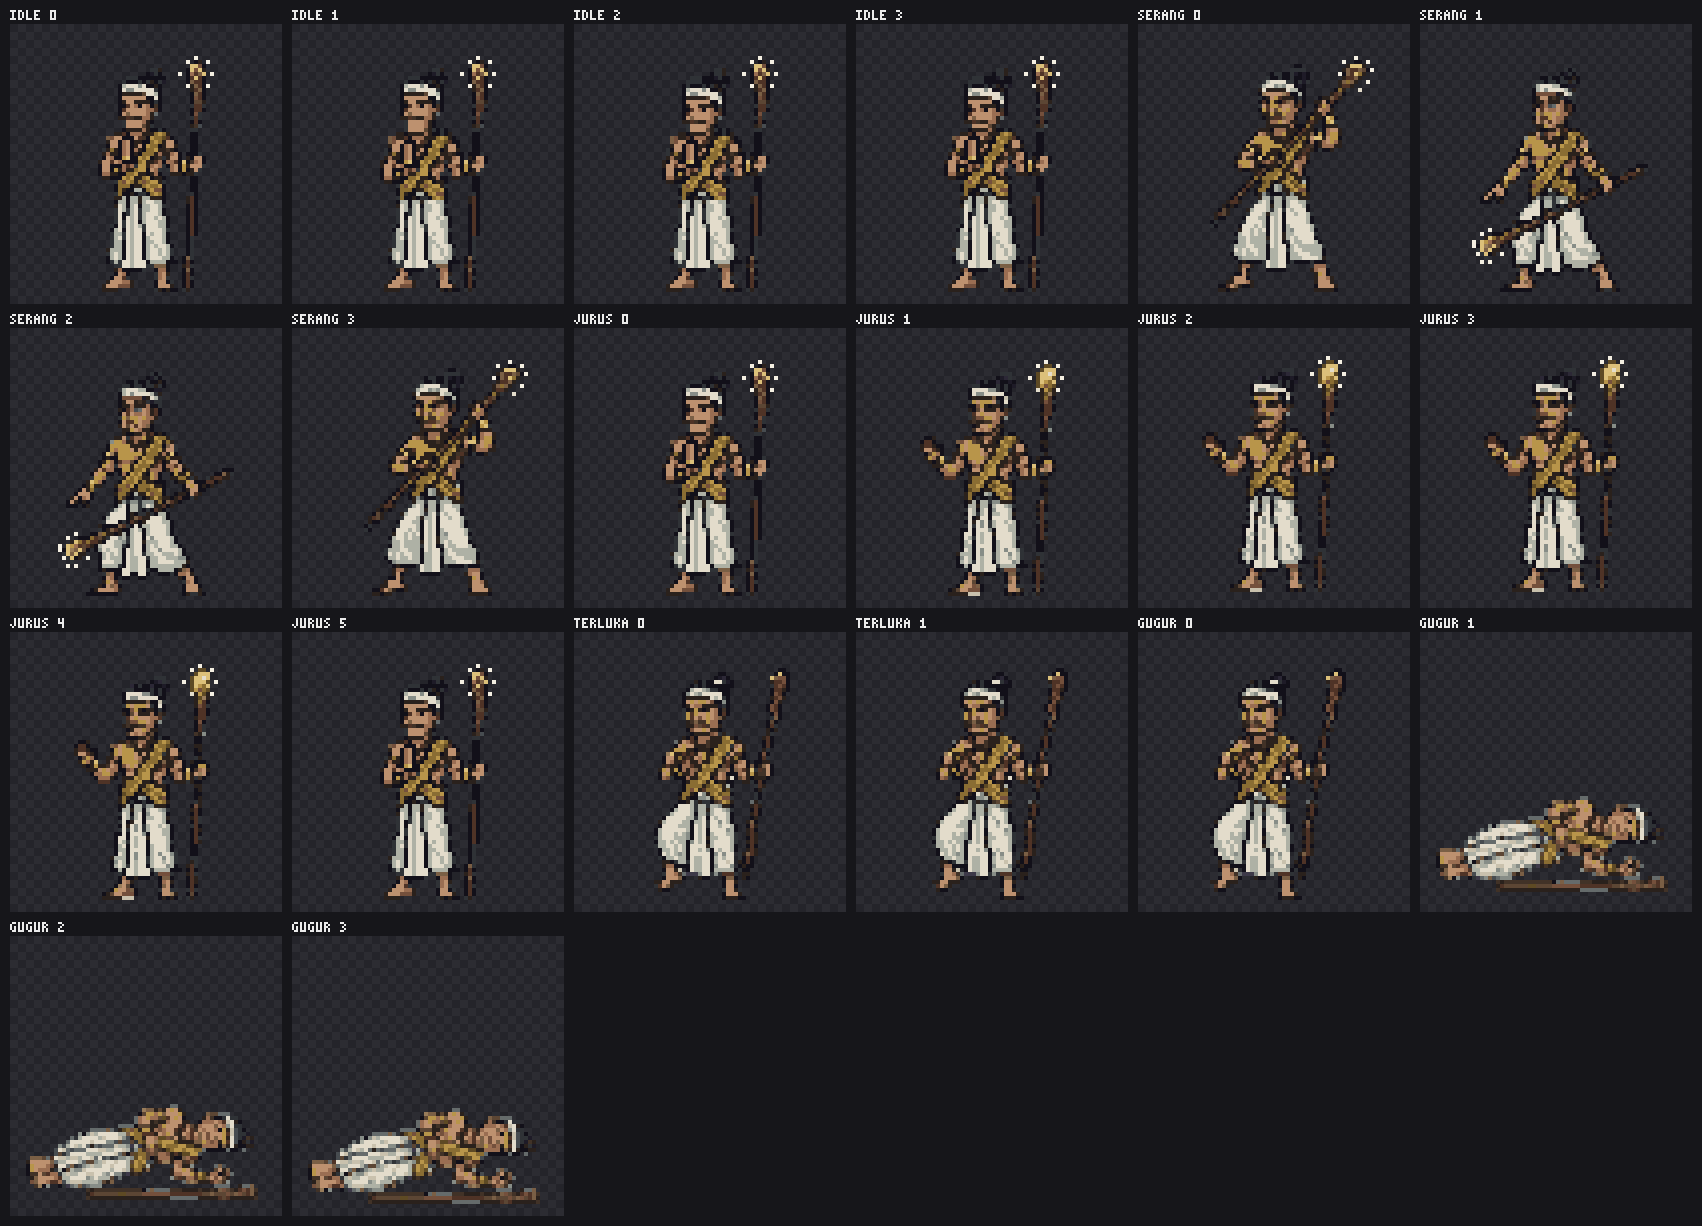 IDLE 0
IDLE 1
IDLE 2
IDLE 3
SERANG 0
SERANG 1
SERANG 2
SERANG 3
JURUS 0
JURUS 1
JURUS 2
JURUS 3
JURUS 4
JURUS 5
TERLUKA 0
TERLUKA 1
GUGUR 0
GUGUR 1
GUGUR 2
GUGUR 3